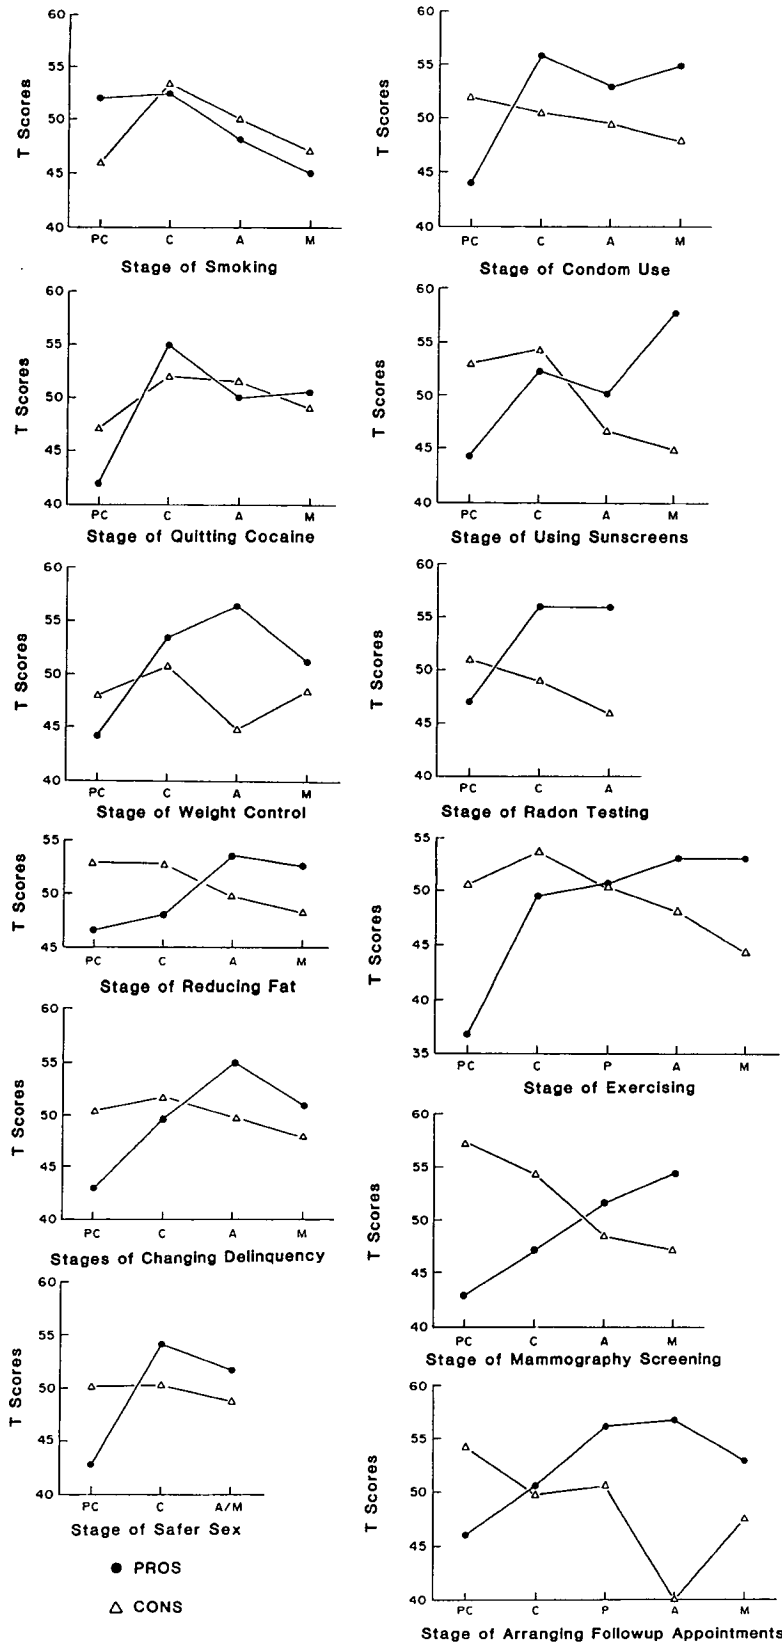 60
55
50
45
40
T Scores
PC C A M
Stage of Smoking
60
55
50
45
40
T Scores
PC C A M
Stage of Condom Use
60
55
50
45
40
T Scores
PC C A M
Stage of Quitting Cocaine
60
55
50
45
40
T Scores
PC C A M
Stage of Using Sunscreens
60
55
50
45
40
T Scores
PC C A M
Stage of Weight Control
60
55
50
45
40
T Scores
PC C A
Stage of Radon Testing
55
50
45
T Scores
PC C A M
Stage of Reducing Fat
55
50
45
40
35
T Scores
PC C P A M
Stage of Exercising
60
55
50
45
40
T Scores
PC C A M
Stages of Changing Delinquency
60
55
50
45
40
T Scores
PC C A M
Stage of Mammography Screening
60
55
50
45
40
T Scores
PC C A/M
Stage of Safer Sex
60
55
50
45
40
T Scores
PC C P A M
Stage of Arranging Followup Appointments
PROS
CONS